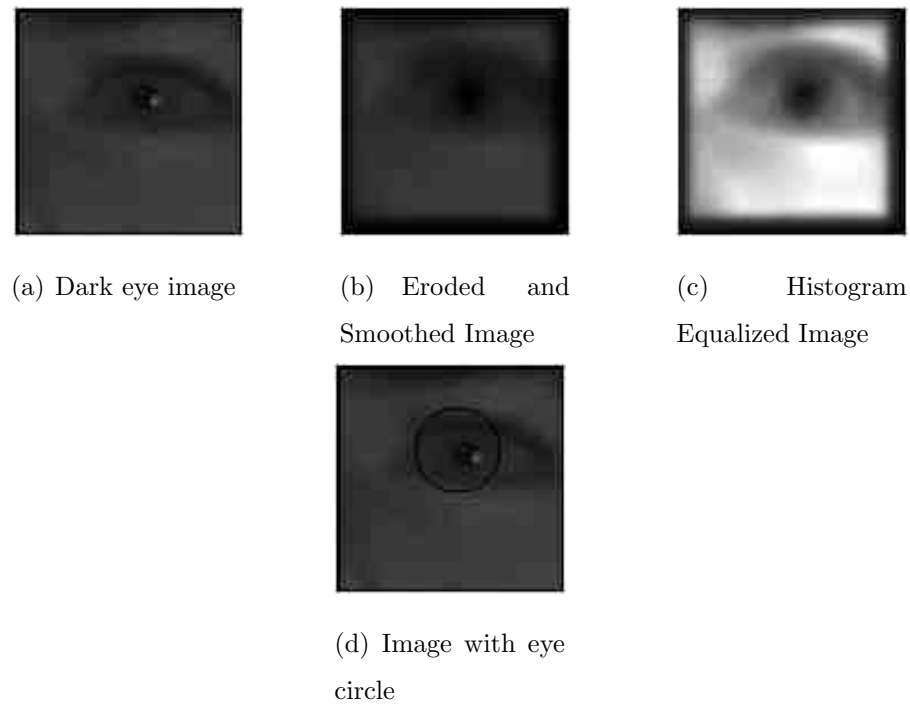 (a) Dark eye image
(b) Eroded and
Smoothed Image
(c) Histogram
Equalized Image
(d) Image with eye
circle